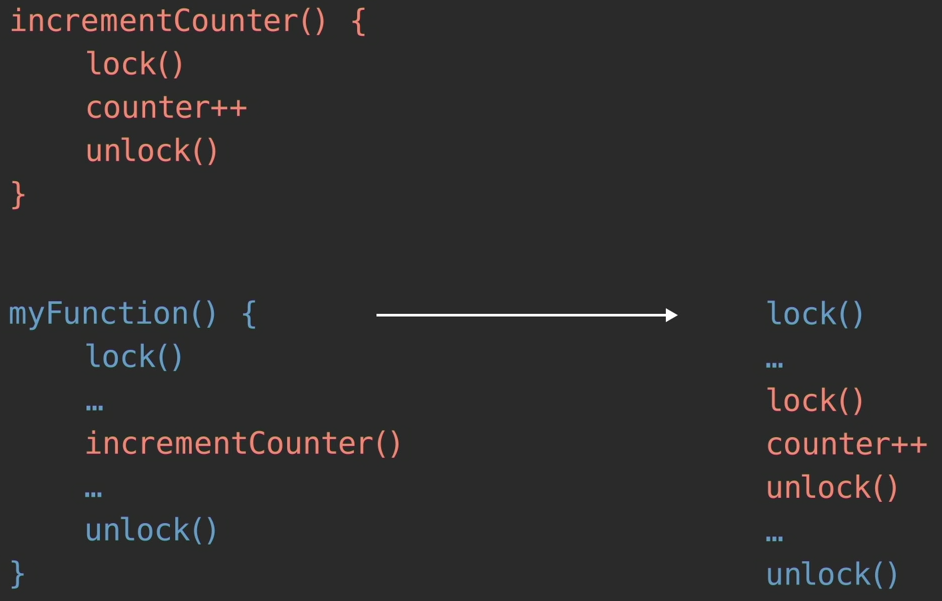 incrementCounter() {
lock()
counter++
unlock()
}
myFunction() {
lock()
…
incrementCounter()
…
unlock()
}
lock()
…
lock()
counter++
unlock()
…
unlock()